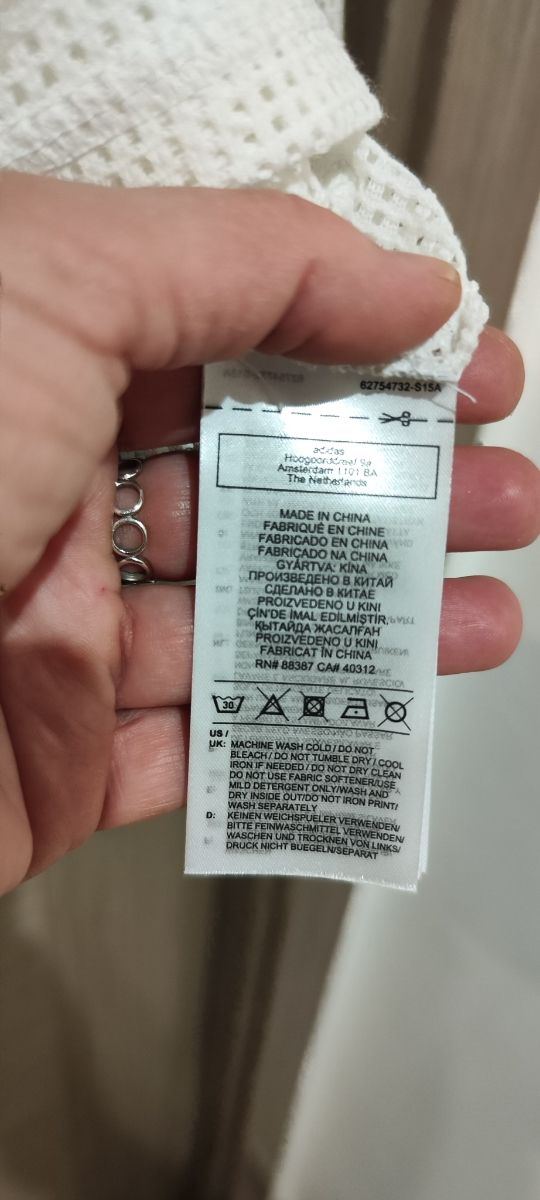 62754732-S15A
adidas
Hoogoorddreef 9a
Amsterdam 1101 BA
The Netherlands
MADE IN CHINA
FABRIQUÉ EN CHINE
FABRICADO EN CHINA
FABRICADO NA CHINA
GYÁRTVA: KÍNA
ПРОИЗВЕДЕНО В КИТАЙ
СДЕЛАНО В КИТАЕ
PROIZVEDENO U KINI
ÇİN'DE İMAL EDİLMİŞTİR,
ҚЫТАЙДА ЖАСАЛҒАН
PROIZVEDENO U KINI
FABRICAT ÎN CHINA
RN# 88387 CA# 40312
30
US /
UK: MACHINE WASH COLD / DO NOT
BLEACH / DO NOT TUMBLE DRY / COOL
IRON IF NEEDED / DO NOT DRY CLEAN
DO NOT USE FABRIC SOFTENER/USE
MILD DETERGENT ONLY/WASH AND
DRY INSIDE OUT/DO NOT IRON PRINT/
WASH SEPARATELY
D: KEINEN WEICHSPUELER VERWENDEN/
BITTE FEINWASCHMITTEL VERWENDEN/
WASCHEN UND TROCKNEN VON LINKS/
DRUCK NICHT BUEGELN/SEPARAT